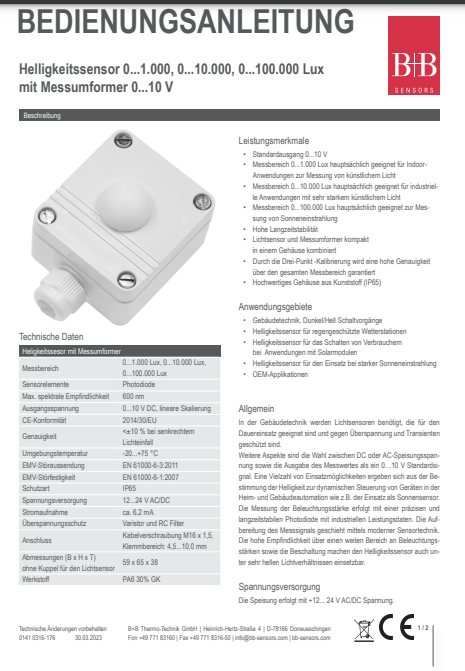 BEDIENUNGSANLEITUNG
Helligkeitssensor 0...1.000, 0...10.000, 0...100.000 Lux
mit Messumformer 0...10 V
B+B
SENSORS
Beschreibung
Leistungsmerkmale
• Standardausgang 0...10 V
• Messbereich 0...1.000 Lux hauptsächlich geeignet für Indoor-
Anwendungen zur Messung von künstlichem Licht
• Messbereich 0...10.000 Lux hauptsächlich geeignet für industriel-
le Anwendungen mit sehr starkem künstlichem Licht
• Messbereich 0...100.000 Lux hauptsächlich geeignet zur Mes-
sung von Sonneneinstrahlung
• Hohe Langzeitstabilität
• Lichtsensor und Messumformer kompakt
in einem Gehäuse kombiniert
• Durch die Drei-Punkt -Kalibrierung wird eine hohe Genauigkeit
über den gesamten Messbereich garantiert
• Hochwertiges Gehäuse aus Kunststoff (IP65)
Anwendungsgebiete
• Gebäudetechnik, Dunkel/Hell Schaltvorgänge
• Helligkeitssensor für regengeschützte Wetterstationen
• Helligkeitssensor für das Schalten von Verbrauchern
bei Anwendungen mit Solarmodulen
• Helligkeitssensor für den Einsatz bei starker Sonneneinstrahlung
• OEM-Applikationen
Allgemein
In der Gebäudetechnik werden Lichtsensoren benötigt, die für den
Dauereinsatz geeignet sind und gegen Überspannung und Transienten
geschützt sind.
Weitere Aspekte sind die Wahl zwischen DC oder AC-Speisespan-
nung sowie die Ausgabe des Messwertes als ein 0...10 V Standardsi-
gnal. Eine Vielzahl von Einsatzmöglichkeiten ergeben sich aus der Be-
stimmung der Helligkeit zur dynamischen Steuerung von Geräten in der
Heim- und Gebäudeautomation wie z.B. der Einsatz als Sonnensensor.
Die Messung der Beleuchtungsstärke erfolgt mit einer präzisen und
langzeitstabilen Photodiode mit industriellen Leistungsdaten. Die Auf-
bereitung des Messsignals geschieht mittels moderner Sensortechnik.
Die hohe Empfindlichkeit über einen weiten Bereich an Beleuchtungs-
stärken sowie die Beschaltung machen den Helligkeitssensor auch un-
ter sehr hellen Lichtverhältnissen einsetzbar.
Spannungsversorgung
Die Speisung erfolgt mit +12... 24 V AC/DC Spannung.
Technische Daten
Heligkeitssesor mit Messumformer
Messbereich 0...1.000 Lux, 0...10.000 Lux,
0...100.000 Lux
Sensorelemente Photodiode
Max. spektrale Empfindlichkeit 600 nm
Ausgangsspannung 0...10 V DC, lineare Skalierung
CE-Konformität 2014/30/EU
Genauigkeit <±10 % bei senkrechtem
Lichteinfall
Umgebungstemperatur -20...+75 °C
EMV-Störaussendung EN 61000-6-3:2011
EMV-Störfestigkeit EN 61000-6-1:2007
Schutzart IP65
Spannungsversorgung 12...24 V AC/DC
Stromaufnahme ca. 6,2 mA
Überspannungsschutz Varistor und RC Filter
Anschluss Kabelverschraubung M16 x 1,5,
Klemmbereich: 4,5...10,0 mm
Abmessungen (B x H x T)
ohne Kuppel für den Lichtsensor 59 x 65 x 38
Werkstoff PA6 30% GK
Technische Änderungen vorbehalten
0141 0316-176 30.03.2023
B+B Thermo-Technik GmbH | Heinrich-Hertz-Straße 4 | D-78166 Donaueschingen
Fon +49 771 83160 | Fax +49 771 8316-50 | info@bb-sensors.com | bb-sensors.com
CE
1 / 2